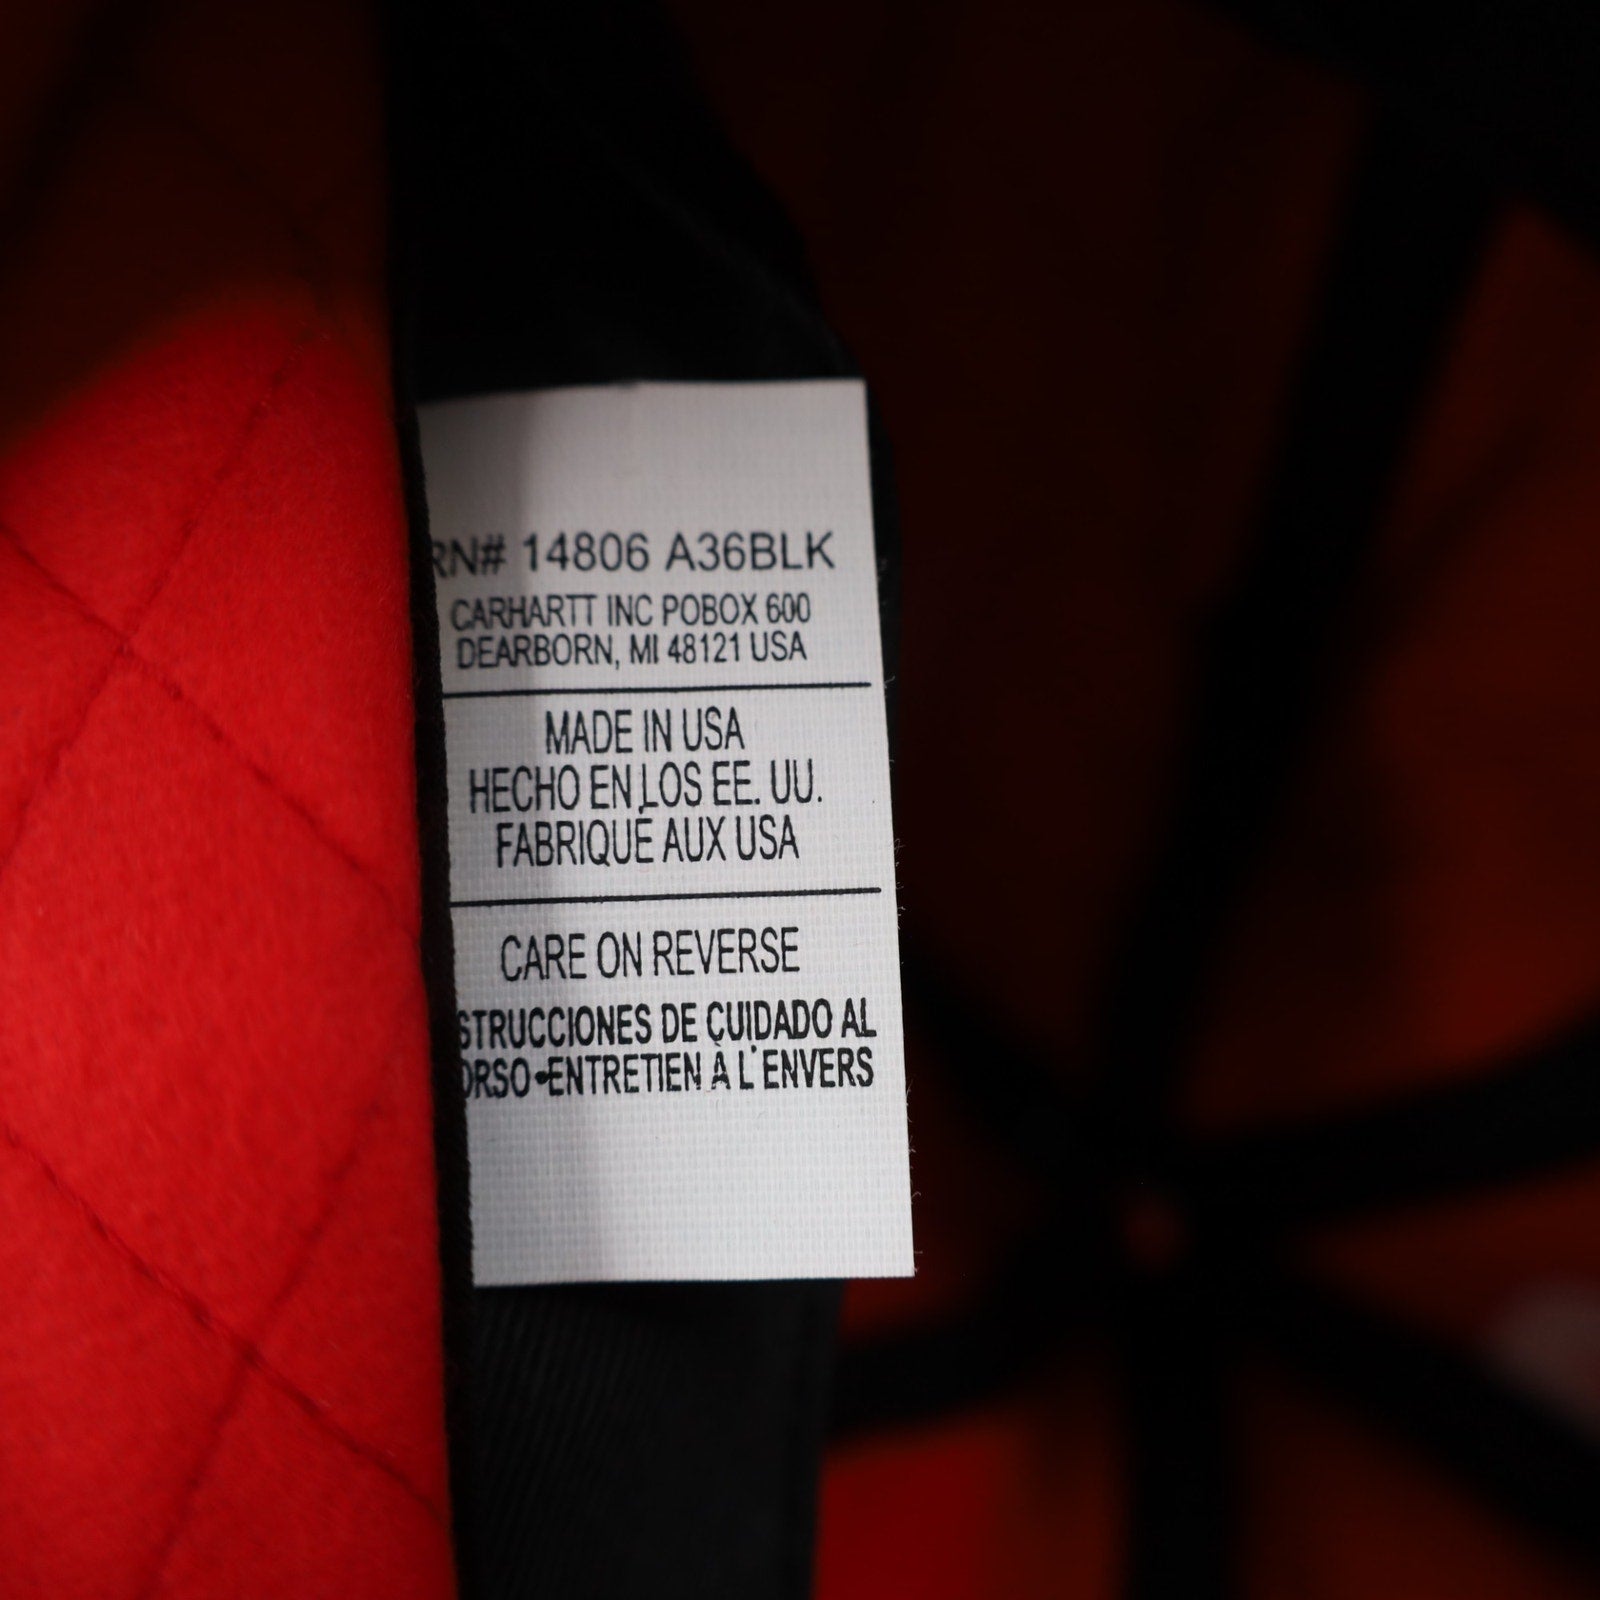 RN# 14806 A36BLK
CARHARTT INC POBOX 600
DEARBORN, MI 48121 USA
MADE IN USA
HECHO EN LOS EE. UU.
FABRIQUÉ AUX USA
CARE ON REVERSE
STRUCCIONES DE CUIDADO AL
ORSO•ENTRETIEN À L'ENVERS